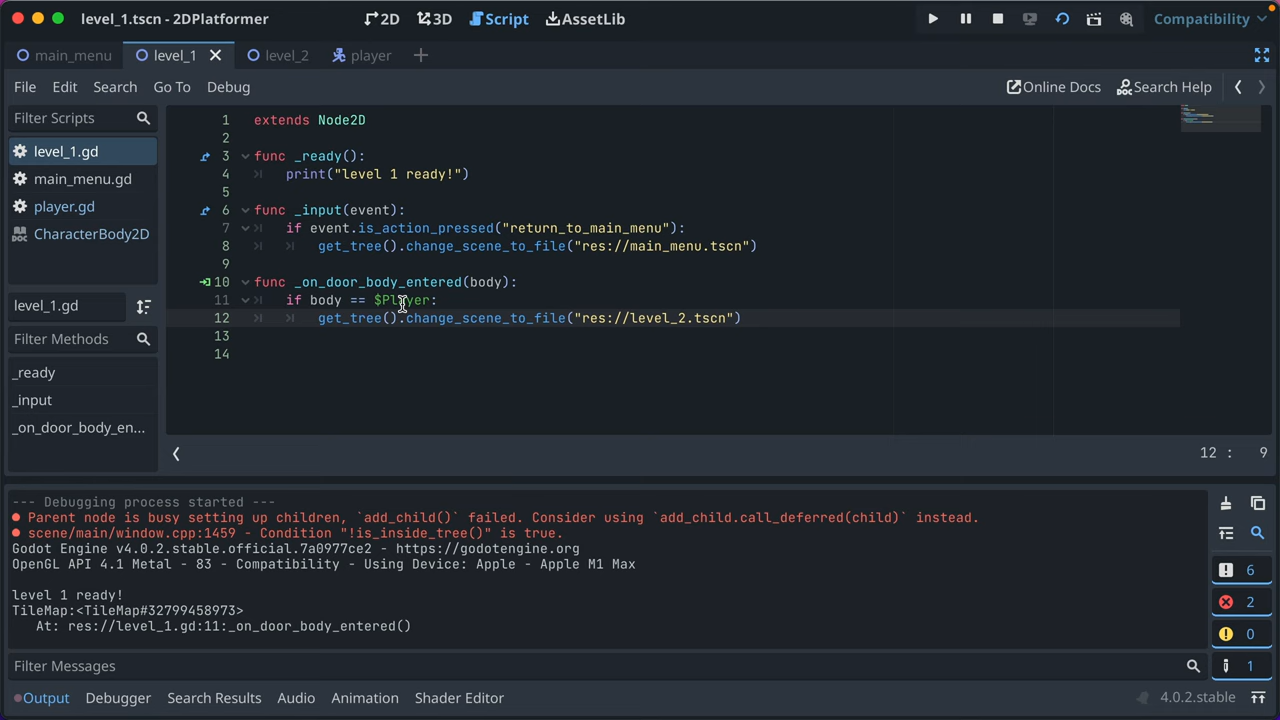 level_1.tscn - 2DPlatformer
2D
3D
Script
AssetLib
Compatibility
main_menu
level_1
level_2
player
File
Edit
Search
Go To
Debug
Online Docs
Search Help
Filter Scripts
level_1.gd
main_menu.gd
player.gd
CharacterBody2D
level_1.gd
Filter Methods
_ready
_input
_on_door_body_en...
1 extends Node2D
2
3 func _ready():
4 print("level 1 ready!")
5
6 func _input(event):
7 if event.is_action_pressed("return_to_main_menu"):
8 get_tree().change_scene_to_file("res://main_menu.tscn")
9
10 func _on_door_body_entered(body):
11 if body == $Player:
12 get_tree().change_scene_to_file("res://level_2.tscn")
13
14
12 : 9
--- Debugging process started ---
Parent node is busy setting up children, `add_child()` failed. Consider using `add_child.call_deferred(child)` instead.
scene/main/window.cpp:1459 - Condition "!is_inside_tree()" is true.
Godot Engine v4.0.2.stable.official.7a0977ce2 - https://godotengine.org
OpenGL API 4.1 Metal - 83 - Compatibility - Using Device: Apple - Apple M1 Max
level 1 ready!
TileMap:<TileMap#32799458973>
At: res://level_1.gd:11:_on_door_body_entered()
6
2
0
1
Filter Messages
Output
Debugger
Search Results
Audio
Animation
Shader Editor
4.0.2.stable